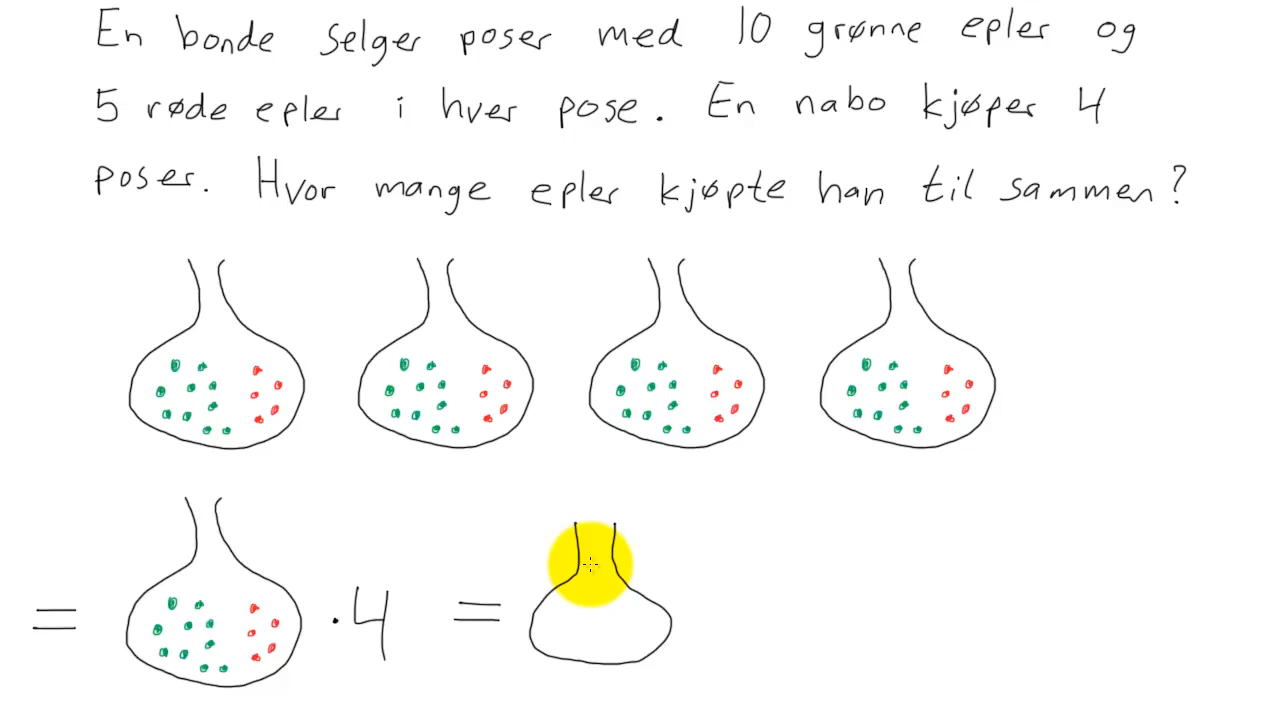 En bonde selger poser med 10 grønne epler og
5 røde epler i hver pose. En nabo kjøper 4
poser. Hvor mange epler kjøpte han til sammen?
= · 4 =